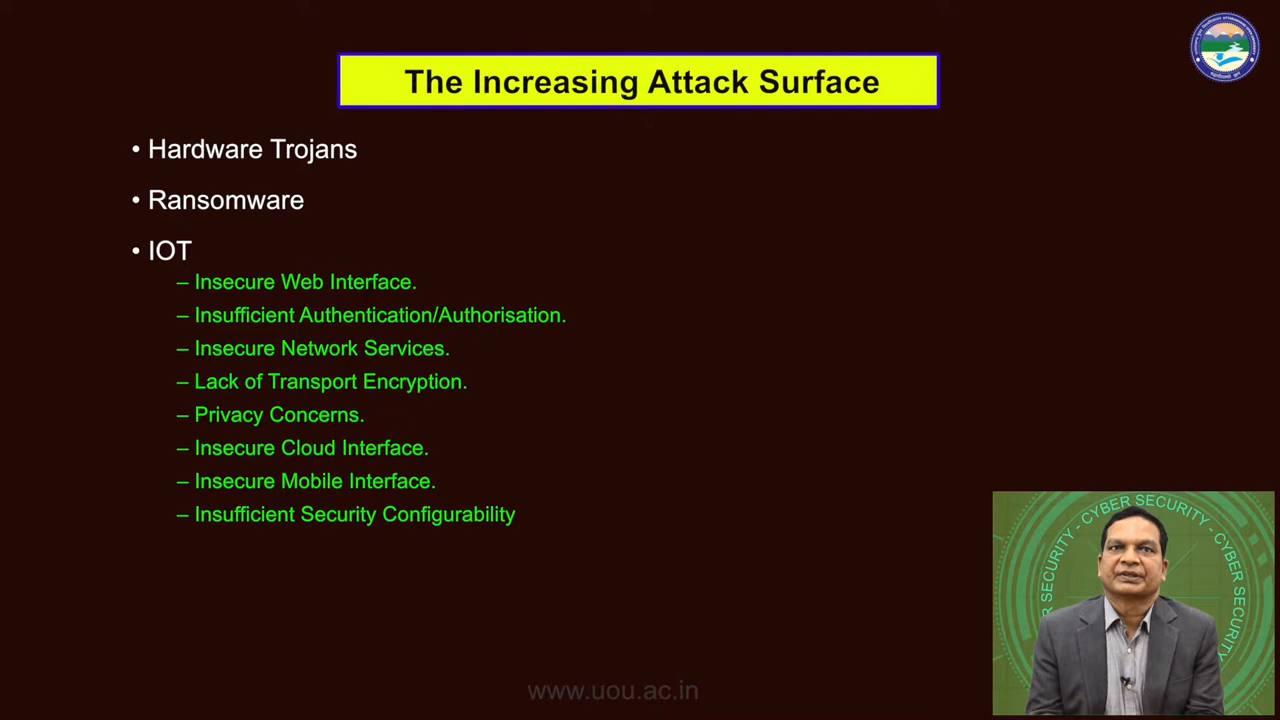 The Increasing Attack Surface
• Hardware Trojans
• Ransomware
• IOT
– Insecure Web Interface.
– Insufficient Authentication/Authorisation.
– Insecure Network Services.
– Lack of Transport Encryption.
– Privacy Concerns.
– Insecure Cloud Interface.
– Insecure Mobile Interface.
– Insufficient Security Configurability
SECURITY - CYBER SECURITY - CYBER SECURITY
www.uou.ac.in